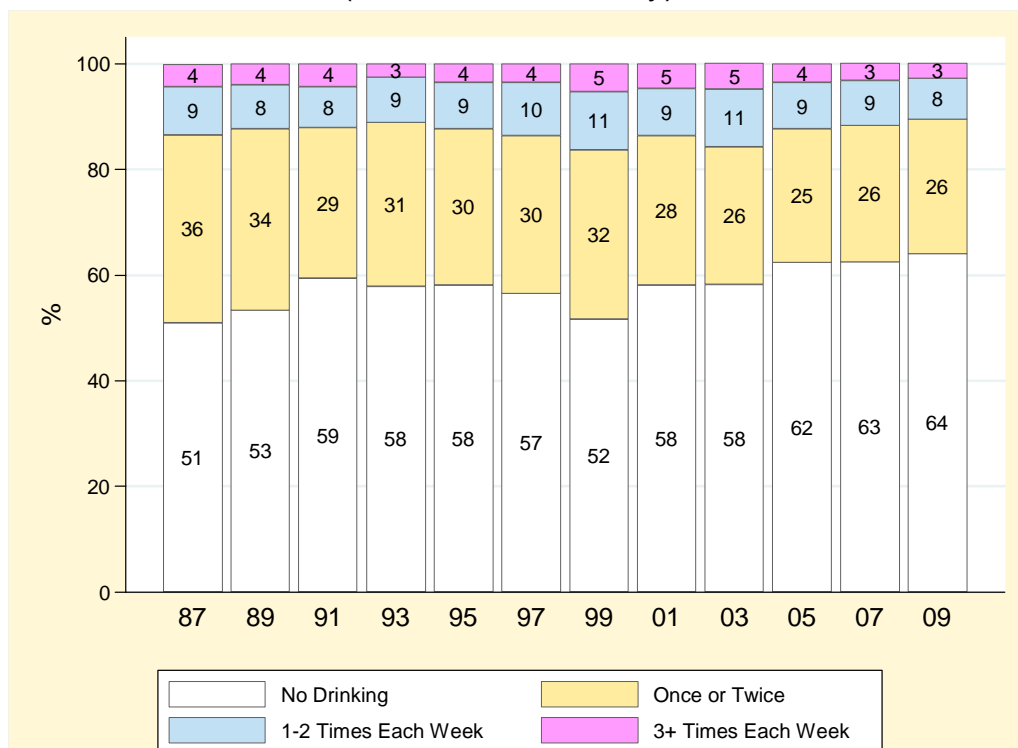 100
80
60
40
20
0
%
4 4 4 3 4 4 5 5 5 4 3 3
9 8 8 9 9 10 11 9 11 9 9 8
36 34 29 31 30 30 32 28 26 25 26 26
51 53 59 58 58 57 52 58 58 62 63 64
87 89 91 93 95 97 99 01 03 05 07 09
No Drinking Once or Twice
1-2 Times Each Week 3+ Times Each Week